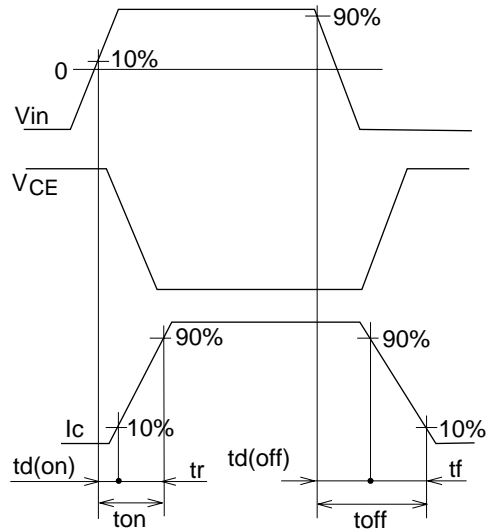 90%
10%
0
Vin
VCE
90%
90%
Ic
10%
10%
td(on)
tr
td(off)
tf
ton
toff